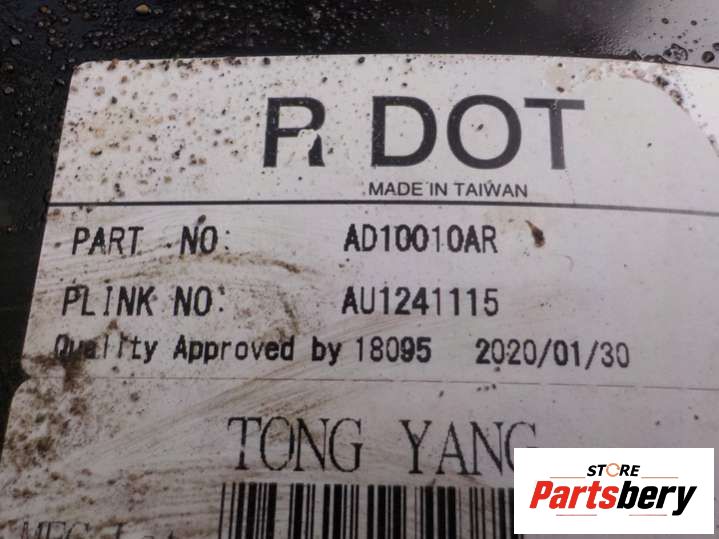 R DOT
MADE IN TAIWAN
PART NO: AD10010AR
PLINK NO: AU1241115
Quality Approved by 18095 2020/01/30
TONG YANG
STORE
Partsbery